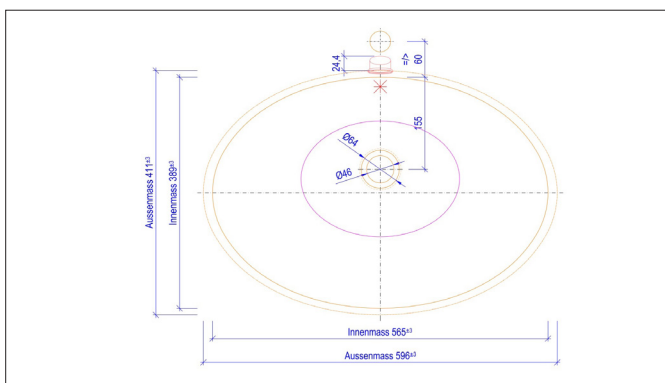 24,4
=/>
60
155
Ø64
Ø46
Aussenmass 411±3
Innenmass 389±3
Innenmass 565±3
Aussenmass 596±3